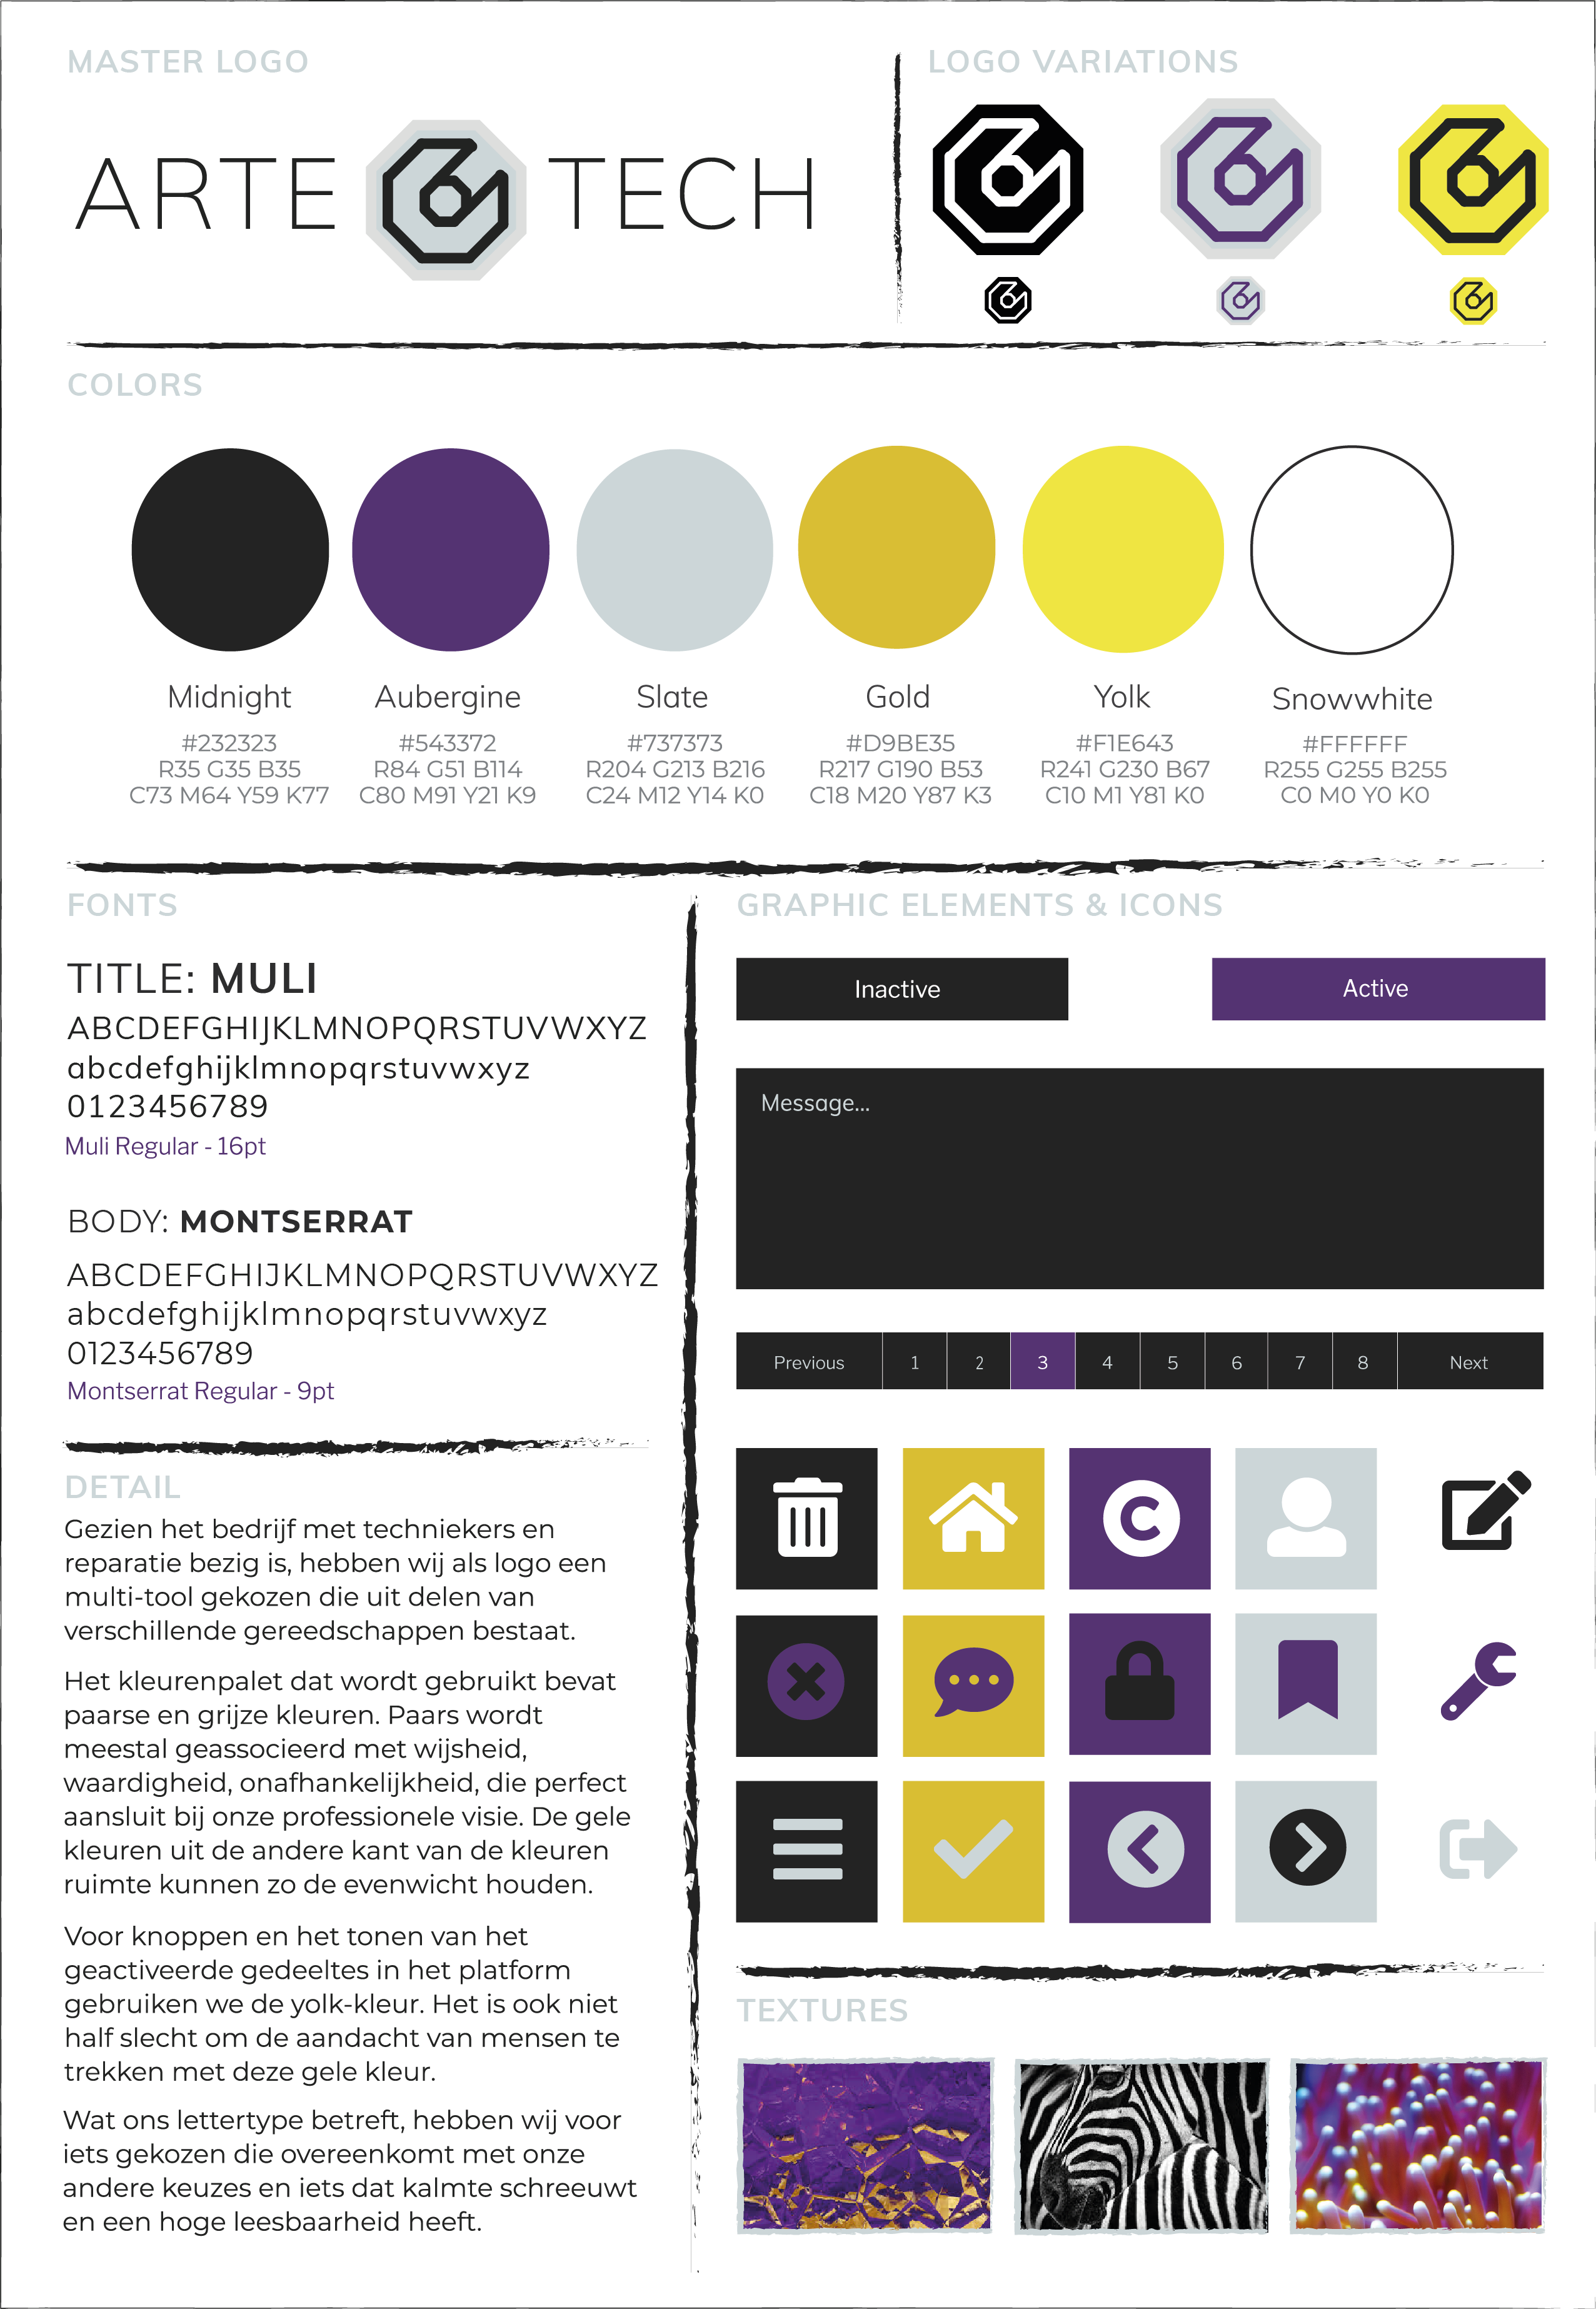 MASTER LOGO
ARTE TECH
LOGO VARIATIONS
COLORS
Midnight
#232323
R35 G35 B35
C73 M64 Y59 K77
Aubergine
#543372
R84 G51 B114
C80 M91 Y21 K9
Slate
#737373
R204 G213 B216
C24 M12 Y14 K0
Gold
#D9BE35
R217 G190 B53
C18 M20 Y87 K3
Yolk
#F1E643
R241 G230 B67
C10 M1 Y81 K0
Snowwhite
#FFFFFF
R255 G255 B255
C0 M0 Y0 K0
FONTS
TITLE: MULI
ABCDEFGHIJKLMNOPQRSTUVWXYZ
abcdefghijklmnopqrstuvwxyz
0123456789
Muli Regular - 16pt
BODY: MONTSERRAT
ABCDEFGHIJKLMNOPQRSTUVWXYZ
abcdefghijklmnopqrstuvwxyz
0123456789
Montserrat Regular - 9pt
DETAIL
Gezien het bedrijf met techniekers en
reparatie bezig is, hebben wij als logo een
multi-tool gekozen die uit delen van
verschillende gereedschappen bestaat.
Het kleurenpalet dat wordt gebruikt bevat
paarse en grijze kleuren. Paars wordt
meestal geassocieerd met wijsheid,
waardigheid, onafhankelijkheid, die perfect
aansluit bij onze professionele visie. De gele
kleuren uit de andere kant van de kleuren
ruimte kunnen zo de evenwicht houden.
Voor knoppen en het tonen van het
geactiveerde gedeeltes in het platform
gebruiken we de yolk-kleur. Het is ook niet
half slecht om de aandacht van mensen te
trekken met deze gele kleur.
Wat ons lettertype betreft, hebben wij voor
iets gekozen die overeenkomt met onze
andere keuzes en iets dat kalmte schreeuwt
en een hoge leesbaarheid heeft.
GRAPHIC ELEMENTS & ICONS
Inactive
Active
Message...
Previous 1 2 3 4 5 6 7 8 Next
C
TEXTURES